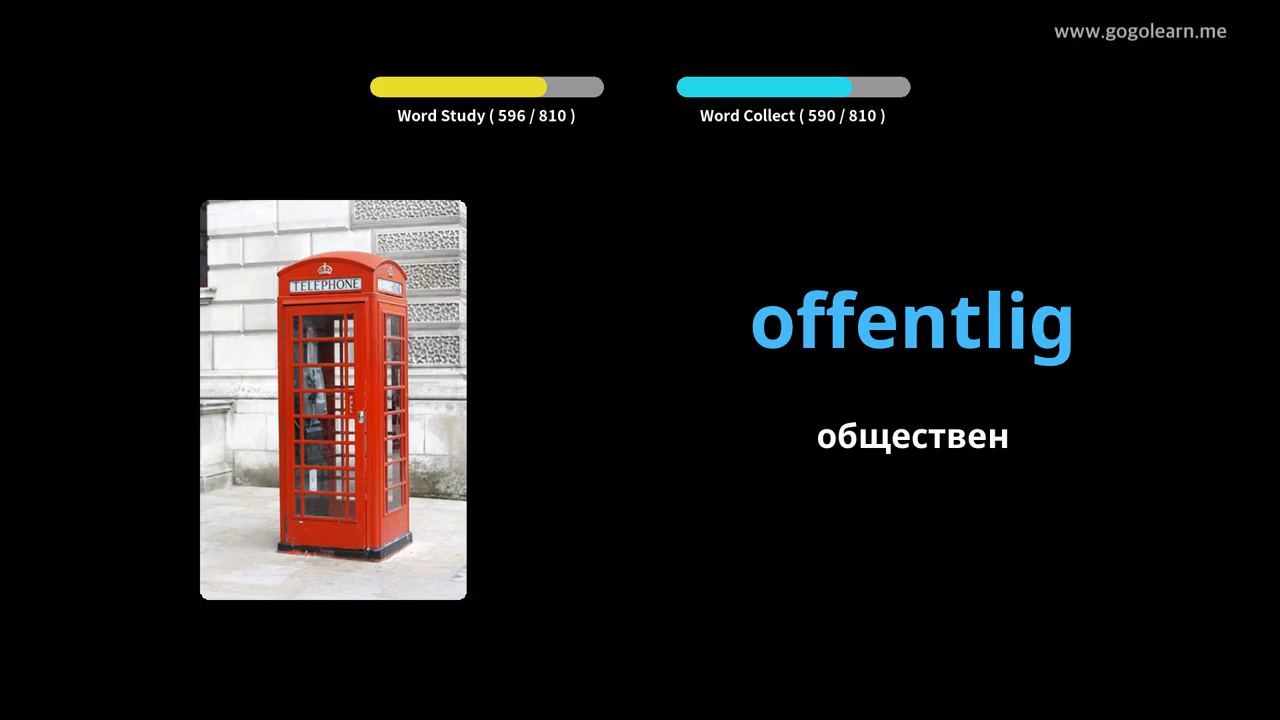 www.gogolearn.me
Word Study ( 596 / 810 )
Word Collect ( 590 / 810 )
TELEPHONE
offentlig
обществен